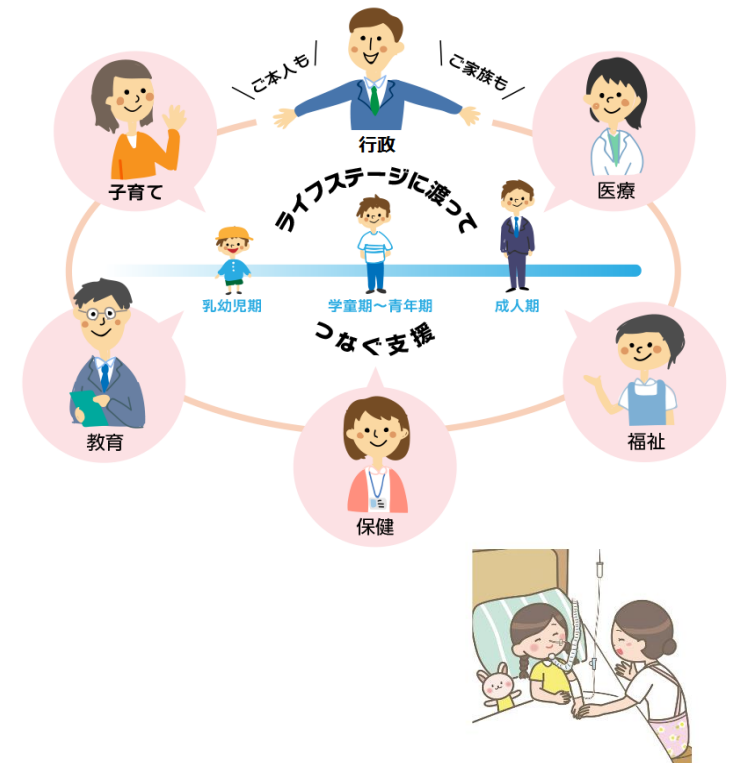 ご本人も
ご家族も
行政
子育て
医療
ライフステージに渡って
乳幼児期
学童期～青年期
成人期
つなぐ支援
教育
福祉
保健